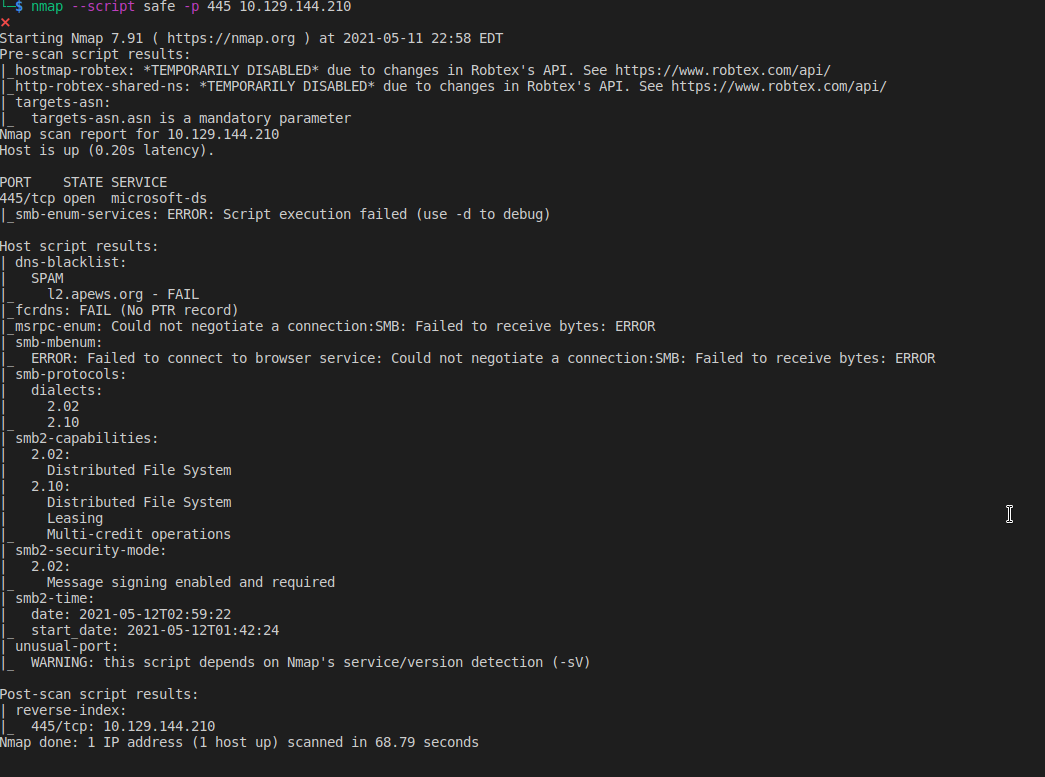 └─$ nmap --script safe -p 445 10.129.144.210
×
Starting Nmap 7.91 ( https://nmap.org ) at 2021-05-11 22:58 EDT
Pre-scan script results:
|_hostmap-robtex: *TEMPORARILY DISABLED* due to changes in Robtex's API. See https://www.robtex.com/api/
|_http-robtex-shared-ns: *TEMPORARILY DISABLED* due to changes in Robtex's API. See https://www.robtex.com/api/
| targets-asn:
|_  targets-asn.asn is a mandatory parameter
Nmap scan report for 10.129.144.210
Host is up (0.20s latency).

PORT    STATE SERVICE
445/tcp open  microsoft-ds
|_smb-enum-services: ERROR: Script execution failed (use -d to debug)

Host script results:
| dns-blacklist:
|   SPAM
|_    l2.apews.org - FAIL
|_fcrdns: FAIL (No PTR record)
|_msrpc-enum: Could not negotiate a connection:SMB: Failed to receive bytes: ERROR
| smb-mbenum:
|_  ERROR: Failed to connect to browser service: Could not negotiate a connection:SMB: Failed to receive bytes: ERROR
| smb-protocols:
|   dialects:
|     2.02
|_    2.10
| smb2-capabilities:
|   2.02:
|     Distributed File System
|   2.10:
|     Distributed File System
|     Leasing
|_    Multi-credit operations
| smb2-security-mode:
|   2.02:
|_    Message signing enabled and required
| smb2-time:
|   date: 2021-05-12T02:59:22
|_  start_date: 2021-05-12T01:42:24
| unusual-port:
|_  WARNING: this script depends on Nmap's service/version detection (-sV)

Post-scan script results:
| reverse-index:
|_  445/tcp: 10.129.144.210
Nmap done: 1 IP address (1 host up) scanned in 68.79 seconds